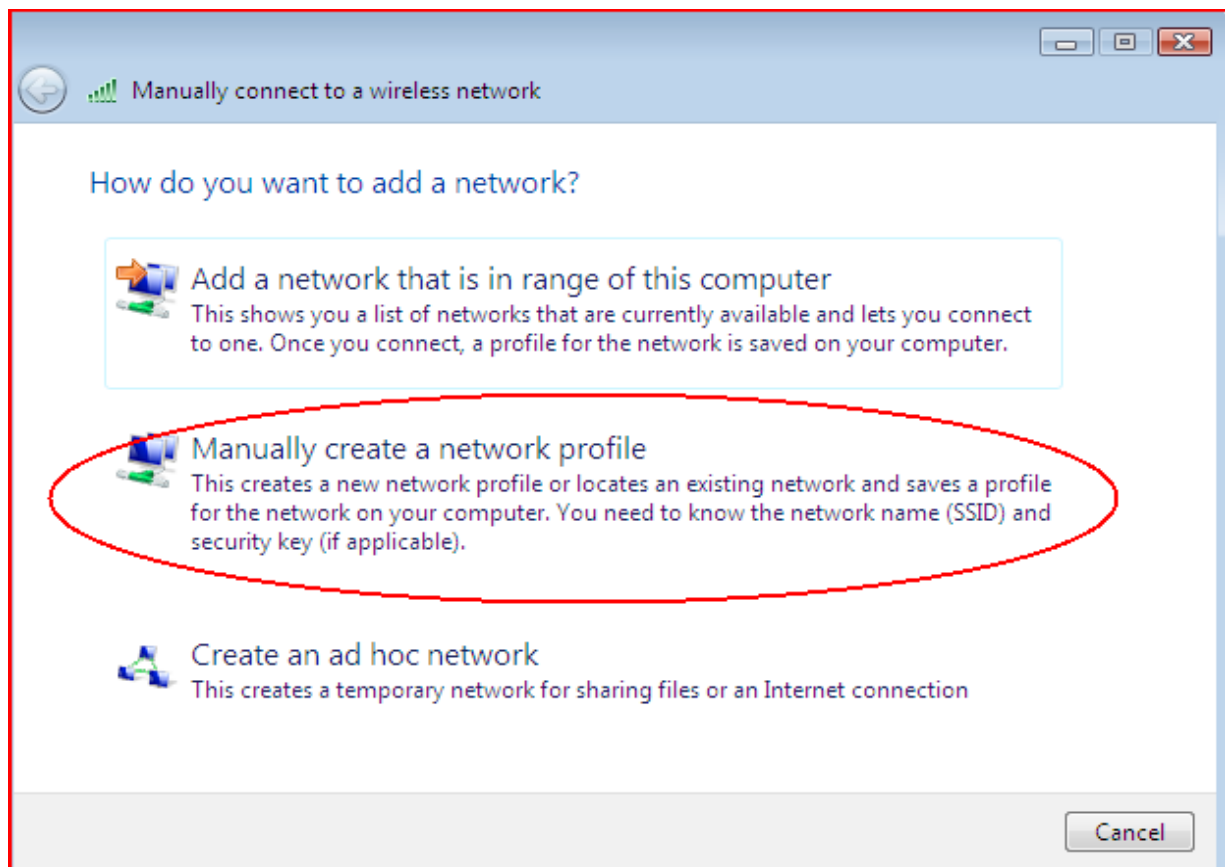 Manually connect to a wireless network
How do you want to add a network?
Add a network that is in range of this computer
This shows you a list of networks that are currently available and lets you connect
to one. Once you connect, a profile for the network is saved on your computer.
Manually create a network profile
This creates a new network profile or locates an existing network and saves a profile
for the network on your computer. You need to know the network name (SSID) and
security key (if applicable).
Create an ad hoc network
This creates a temporary network for sharing files or an Internet connection
Cancel